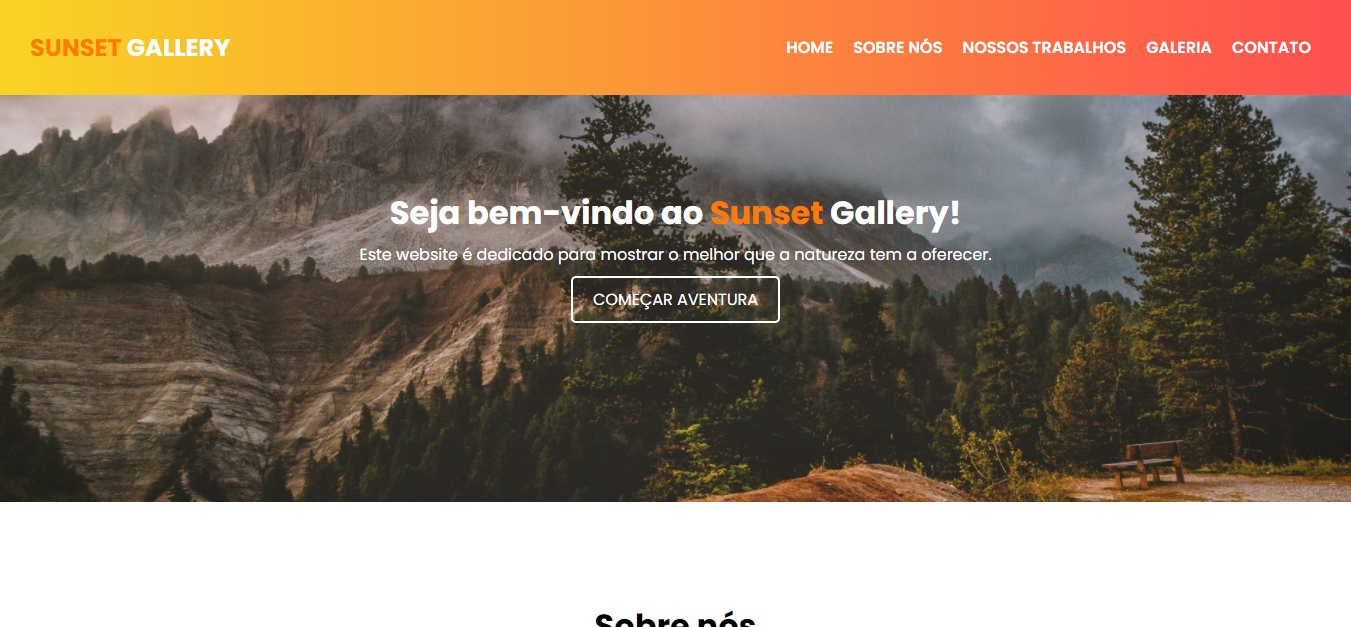 SUNSET GALLERY
HOME SOBRE NÓS NOSSOS TRABALHOS GALERIA CONTATO
Seja bem-vindo ao Sunset Gallery!
Este website é dedicado para mostrar o melhor que a natureza tem a oferecer.
COMEÇAR AVENTURA
Sobre nós